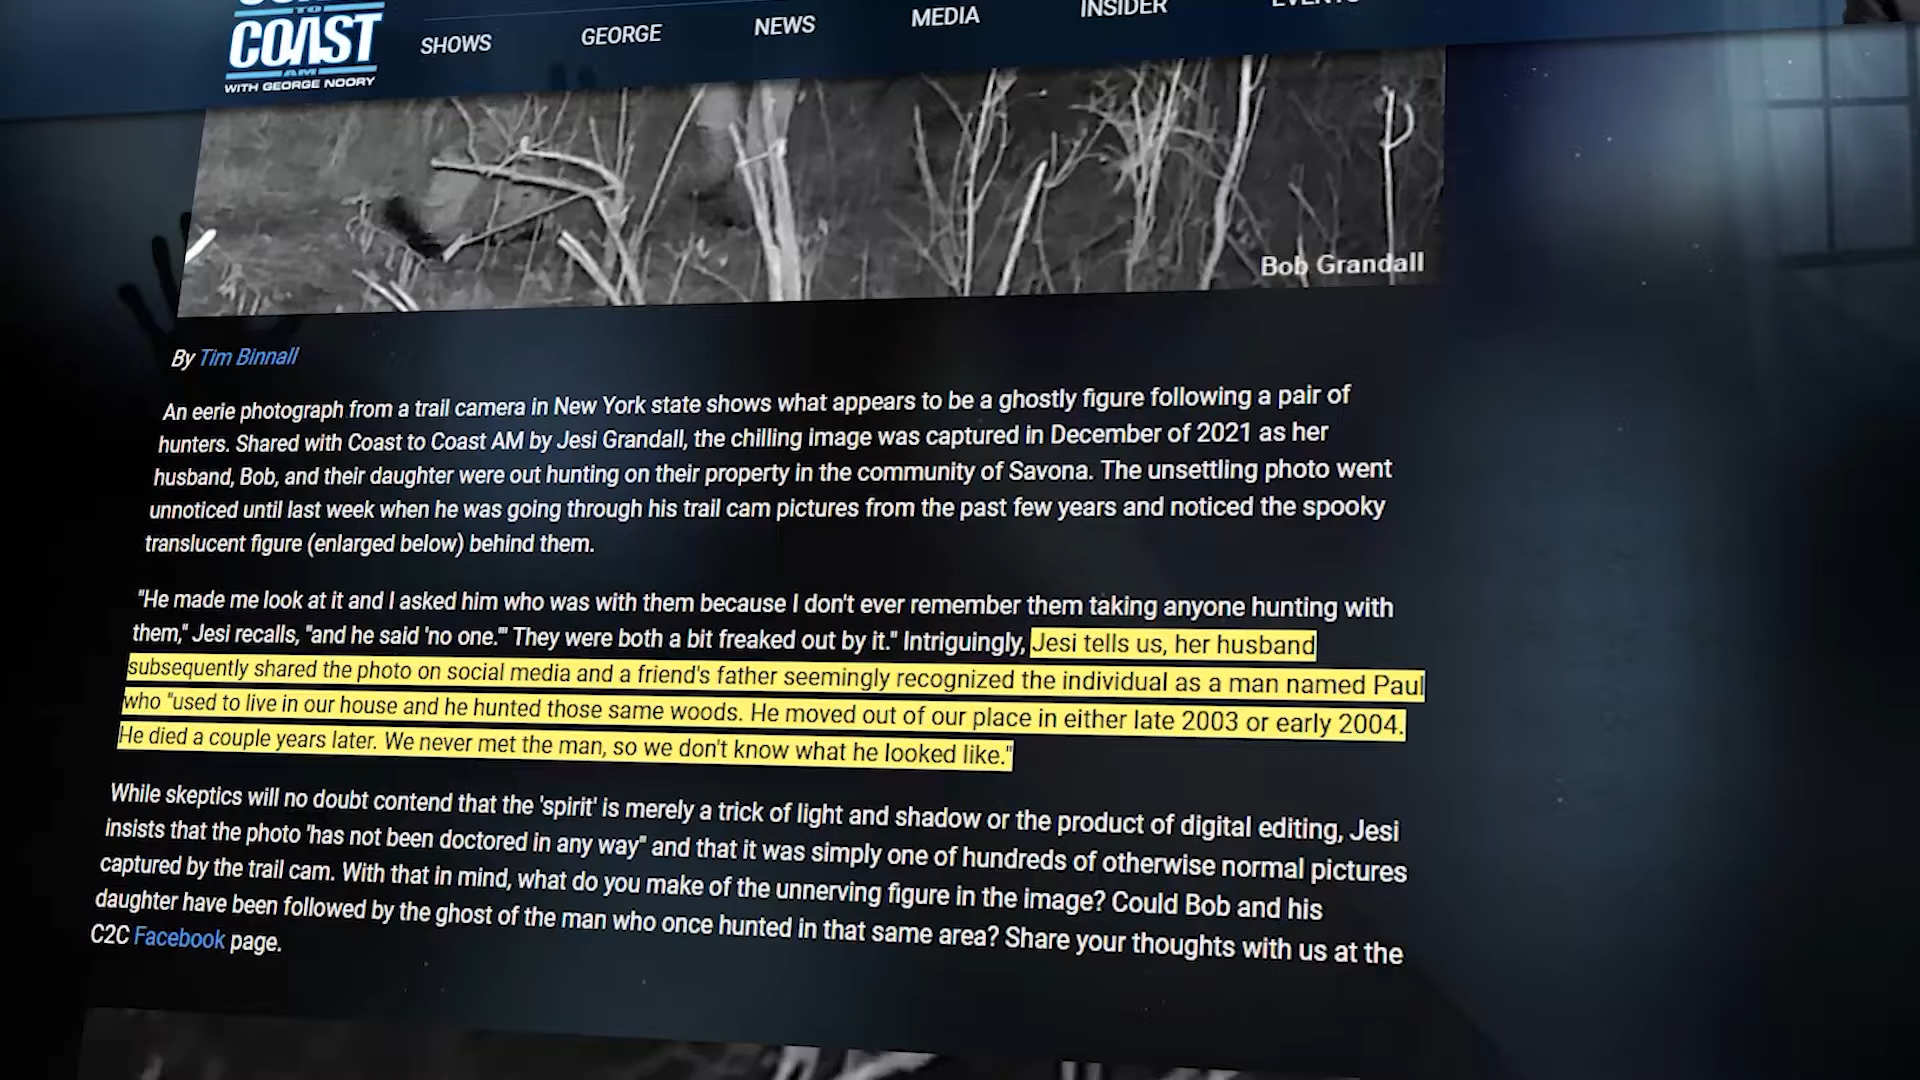 TO
COAST
AM
WITH GEORGE NOORY
SHOWS
GEORGE
NEWS
MEDIA
INSIDER
EVENTS
Bob Grandall
By Tim Binnall
An eerie photograph from a trail camera in New York state shows what appears to be a ghostly figure following a pair of
hunters. Shared with Coast to Coast AM by Jesi Grandall, the chilling image was captured in December of 2021 as her
husband, Bob, and their daughter were out hunting on their property in the community of Savona. The unsettling photo went
unnoticed until last week when he was going through his trail cam pictures from the past few years and noticed the spooky
translucent figure (enlarged below) behind them.
"He made me look at it and I asked him who was with them because I don't ever remember them taking anyone hunting with
them," Jesi recalls, "and he said 'no one.'" They were both a bit freaked out by it." Intriguingly, Jesi tells us, her husband
subsequently shared the photo on social media and a friend's father seemingly recognized the individual as a man named Paul
who "used to live in our house and he hunted those same woods. He moved out of our place in either late 2003 or early 2004.
He died a couple years later. We never met the man, so we don't know what he looked like."
While skeptics will no doubt contend that the 'spirit' is merely a trick of light and shadow or the product of digital editing, Jesi
insists that the photo 'has not been doctored in any way" and that it was simply one of hundreds of otherwise normal pictures
captured by the trail cam. With that in mind, what do you make of the unnerving figure in the image? Could Bob and his
daughter have been followed by the ghost of the man who once hunted in that same area? Share your thoughts with us at the
C2C Facebook page.